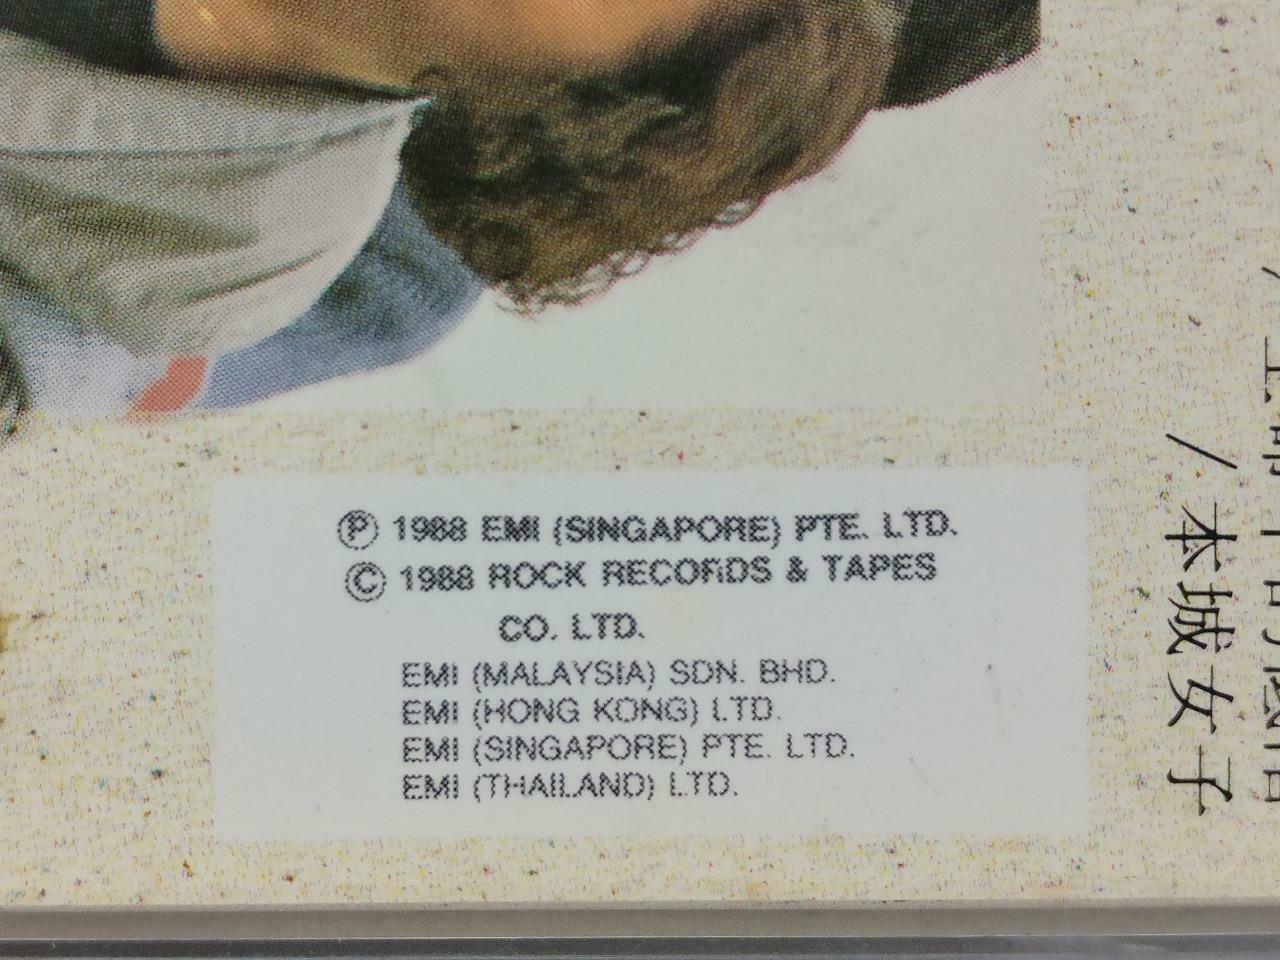 Ⓟ 1988 EMI (SINGAPORE) PTE. LTD.
© 1988 ROCK RECORDS & TAPES
CO. LTD.
EMI (MALAYSIA) SDN. BHD.
EMI (HONG KONG) LTD.
EMI (SINGAPORE) PTE. LTD.
EMI (THAILAND) LTD.
/ 本城女子